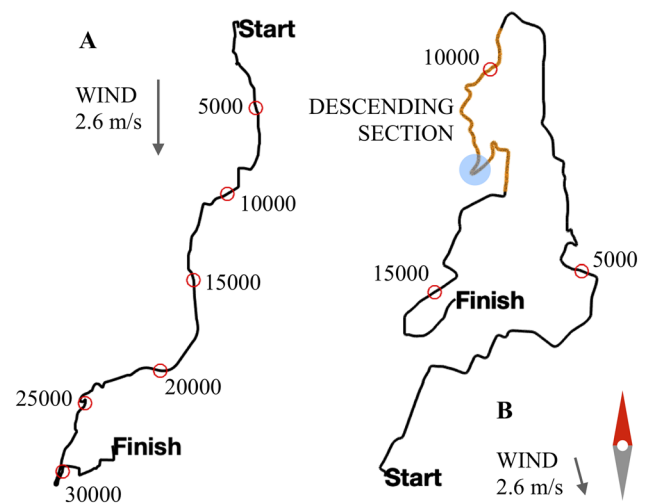 A
Start
WIND
2.6 m/s
5000
10000
15000
20000
25000
Finish
30000
10000
DESCENDING
SECTION
5000
15000
Finish
B
Start
WIND
2.6 m/s